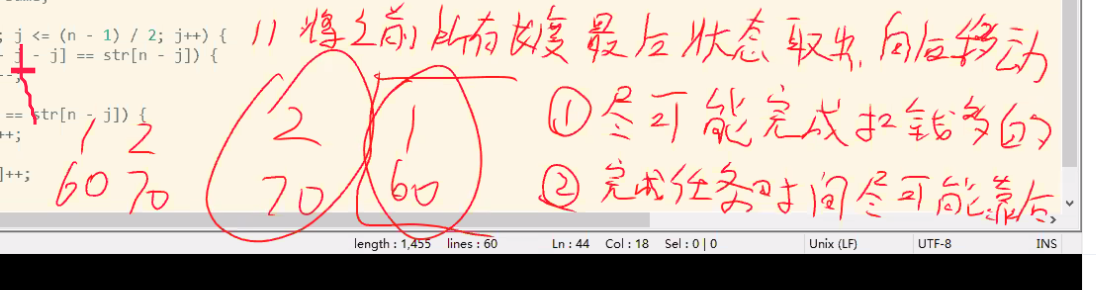 ; j <= (n - 1) / 2; j++) { // 将之前所有长度最后状态取出,向后移动
- j - j] == str[n - j]) {
--;
== str[n - j]) {
++;
]++;
1 2 2 1 ① 尽可能完成扣钱多的
60 70 70 60 ② 完成任务时间尽可能靠后
length : 1,455 lines : 60 Ln : 44 Col : 18 Sel : 0 | 0 Unix (LF) UTF-8 INS